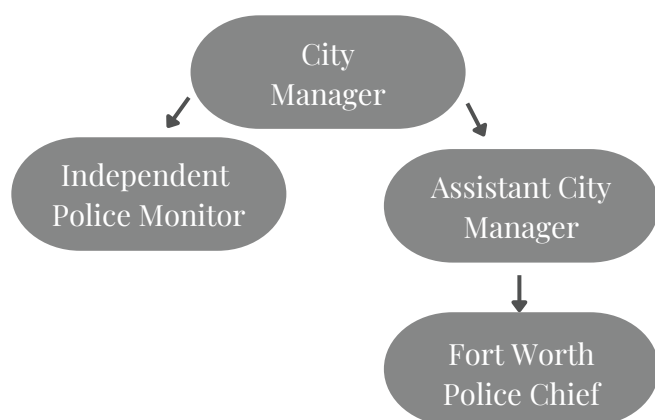 City
Manager
Independent
Police Monitor
Assistant City
Manager
Fort Worth
Police Chief